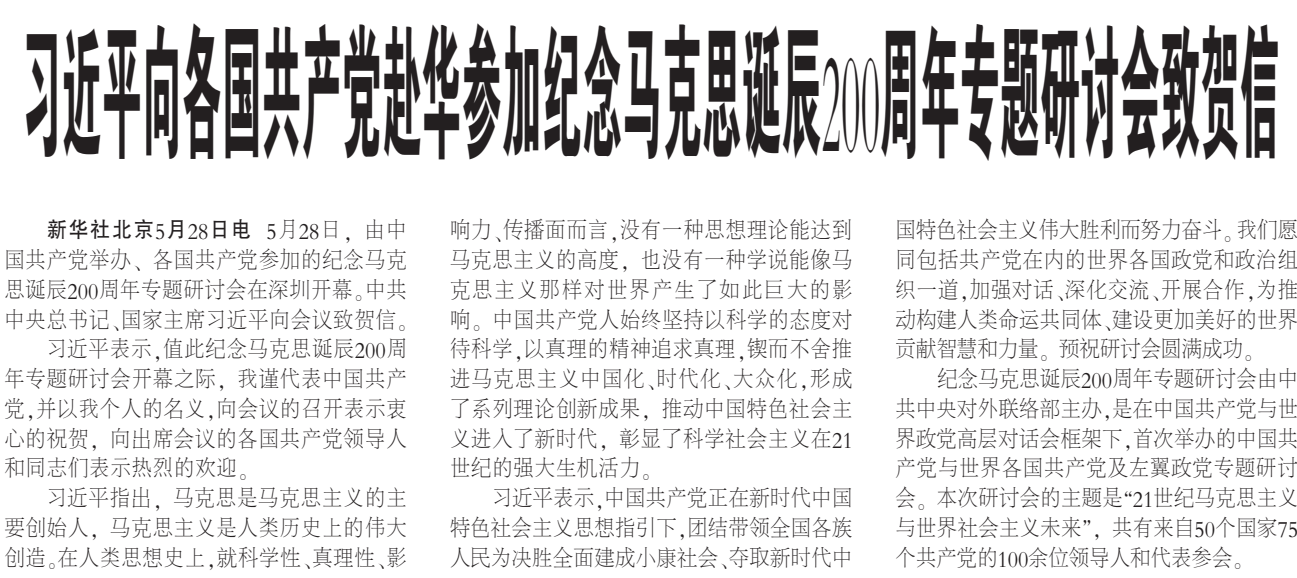 习近平向各国共产党赴华参加纪念马克思诞辰200周年专题研讨会致贺信
新华社北京5月28日电 5月28日，由中
国共产党举办、各国共产党参加的纪念马克
思诞辰200周年专题研讨会在深圳开幕。中共
中央总书记、国家主席习近平向会议致贺信。
习近平表示，值此纪念马克思诞辰200周
年专题研讨会开幕之际，我谨代表中国共产
党，并以我个人的名义，向会议的召开表示衷
心的祝贺，向出席会议的各国共产党领导人
和同志们表示热烈的欢迎。
习近平指出，马克思是马克思主义的主
要创始人，马克思主义是人类历史上的伟大
创造。在人类思想史上，就科学性、真理性、影
响力、传播面而言，没有一种思想理论能达到
马克思主义的高度，也没有一种学说能像马
克思主义那样对世界产生了如此巨大的影
响。中国共产党人始终坚持以科学的态度对
待科学，以真理的精神追求真理，锲而不舍推
进马克思主义中国化、时代化、大众化，形成
了系列理论创新成果，推动中国特色社会主
义进入了新时代，彰显了科学社会主义在21
世纪的强大生机活力。
习近平表示，中国共产党正在新时代中国
特色社会主义思想指引下，团结带领全国各族
人民为决胜全面建成小康社会、夺取新时代中
国特色社会主义伟大胜利而努力奋斗。我们愿
同包括共产党在内的世界各国政党和政治组
织一道，加强对话、深化交流、开展合作，为推
动构建人类命运共同体、建设更加美好的世界
贡献智慧和力量。预祝研讨会圆满成功。
纪念马克思诞辰200周年专题研讨会由中
共中央对外联络部主办，是在中国共产党与世
界政党高层对话会框架下，首次举办的中国共
产党与世界各国共产党及左翼政党专题研讨
会。本次研讨会的主题是“21世纪马克思主义
与世界社会主义未来”，共有来自50个国家75
个共产党的100余位领导人和代表参会。